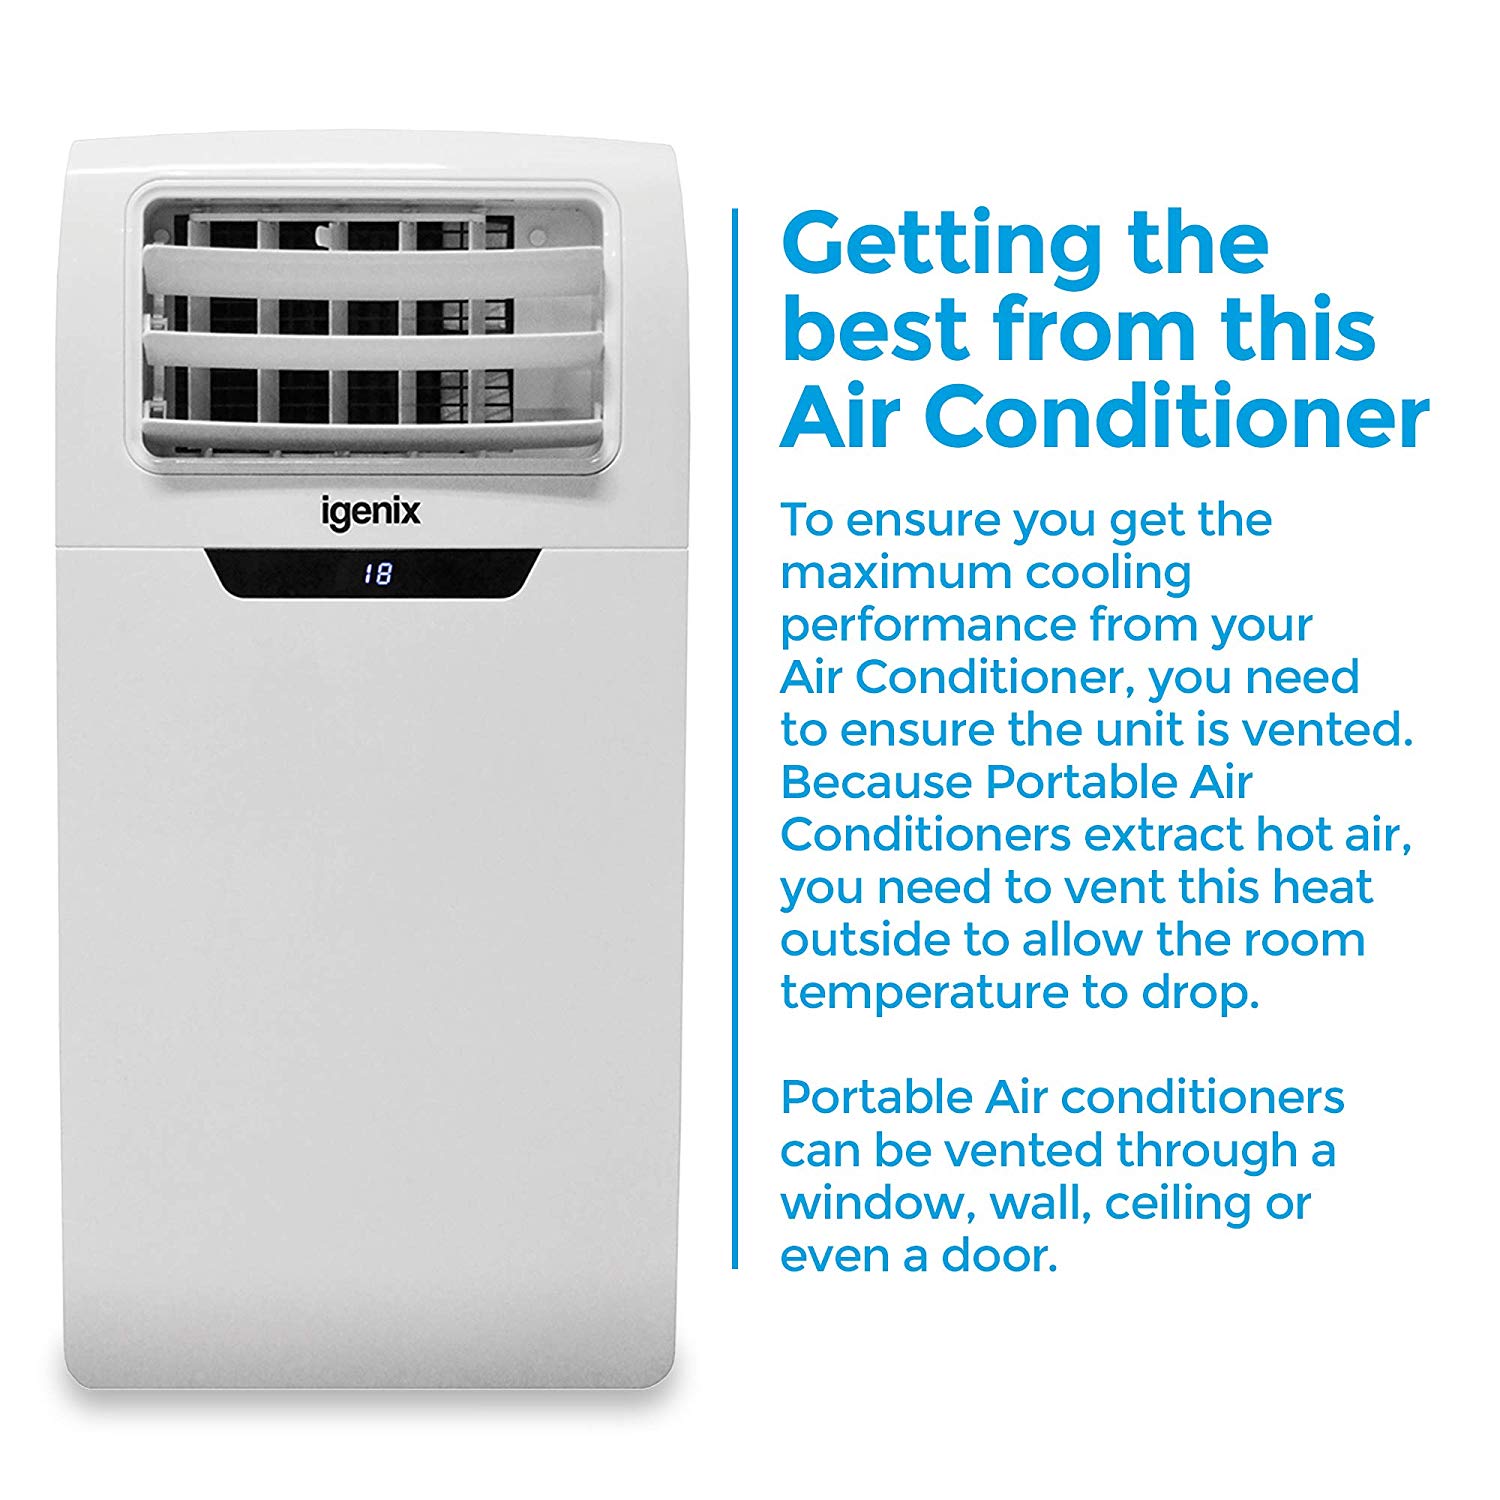 igenix
18
Getting the
best from this
Air Conditioner
To ensure you get the
maximum cooling
performance from your
Air Conditioner, you need
to ensure the unit is vented.
Because Portable Air
Conditioners extract hot air,
you need to vent this heat
outside to allow the room
temperature to drop.
Portable Air conditioners
can be vented through a
window, wall, ceiling or
even a door.